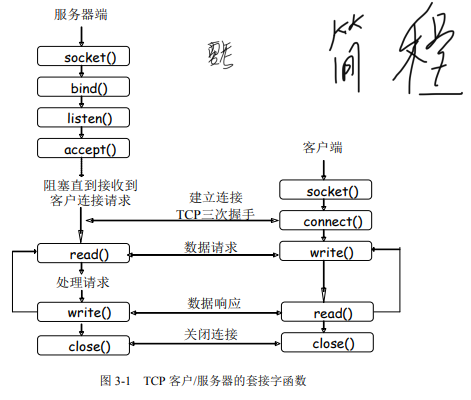 服务器端
简 程
socket()
bind()
listen()
accept()
阻塞直到接收到
客户连接请求
客户端
socket()
建立连接
TCP三次握手
connect()
read()
数据请求
write()
处理请求
write()
数据响应
read()
close()
关闭连接
close()
图 3-1 TCP 客户/服务器的套接字函数